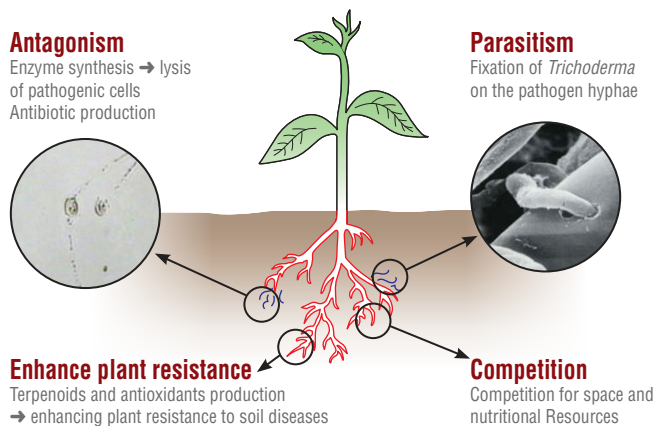 Antagonism
Enzyme synthesis ➜ lysis
of pathogenic cells
Antibiotic production
Parasitism
Fixation of Trichoderma
on the pathogen hyphae
Enhance plant resistance
Terpenoids and antioxidants production
➜ enhancing plant resistance to soil diseases
Competition
Competition for space and
nutritional Resources